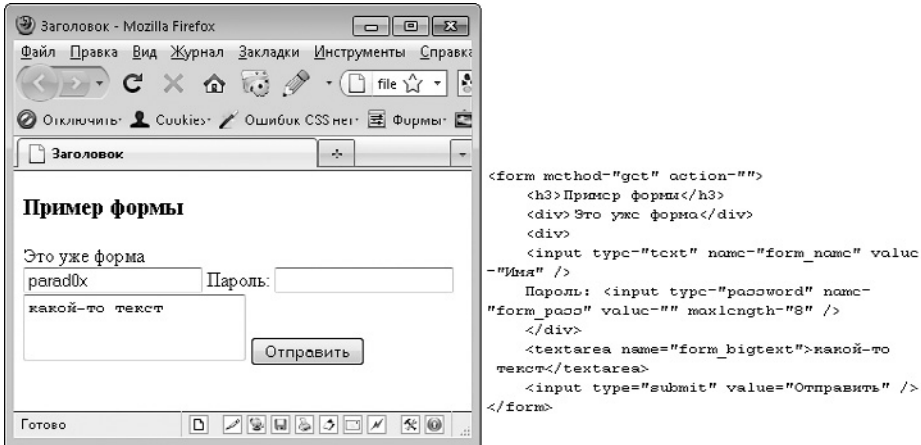 Заголовок - Mozilla Firefox
Файл Правка Вид Журнал Закладки Инструменты Справка
file
Отключить Cookies Ошибок CSS нет Формы
Заголовок
Пример формы
Это уже форма
parad0x Пароль:
какой-то текст
Отправить
Готово
<form method="get" action="">
<h3>Пример формы</h3>
<div>Это уже форма</div>
<div>
<input type="text" name="form_name" value
="Имя" />
Пароль: <input type="password" name=
"form_pass" value="" maxlength="8" />
</div>
<textarea name="form_bigtext">какой-то
текст</textarea>
<input type="submit" value="Отправить" />
</form>